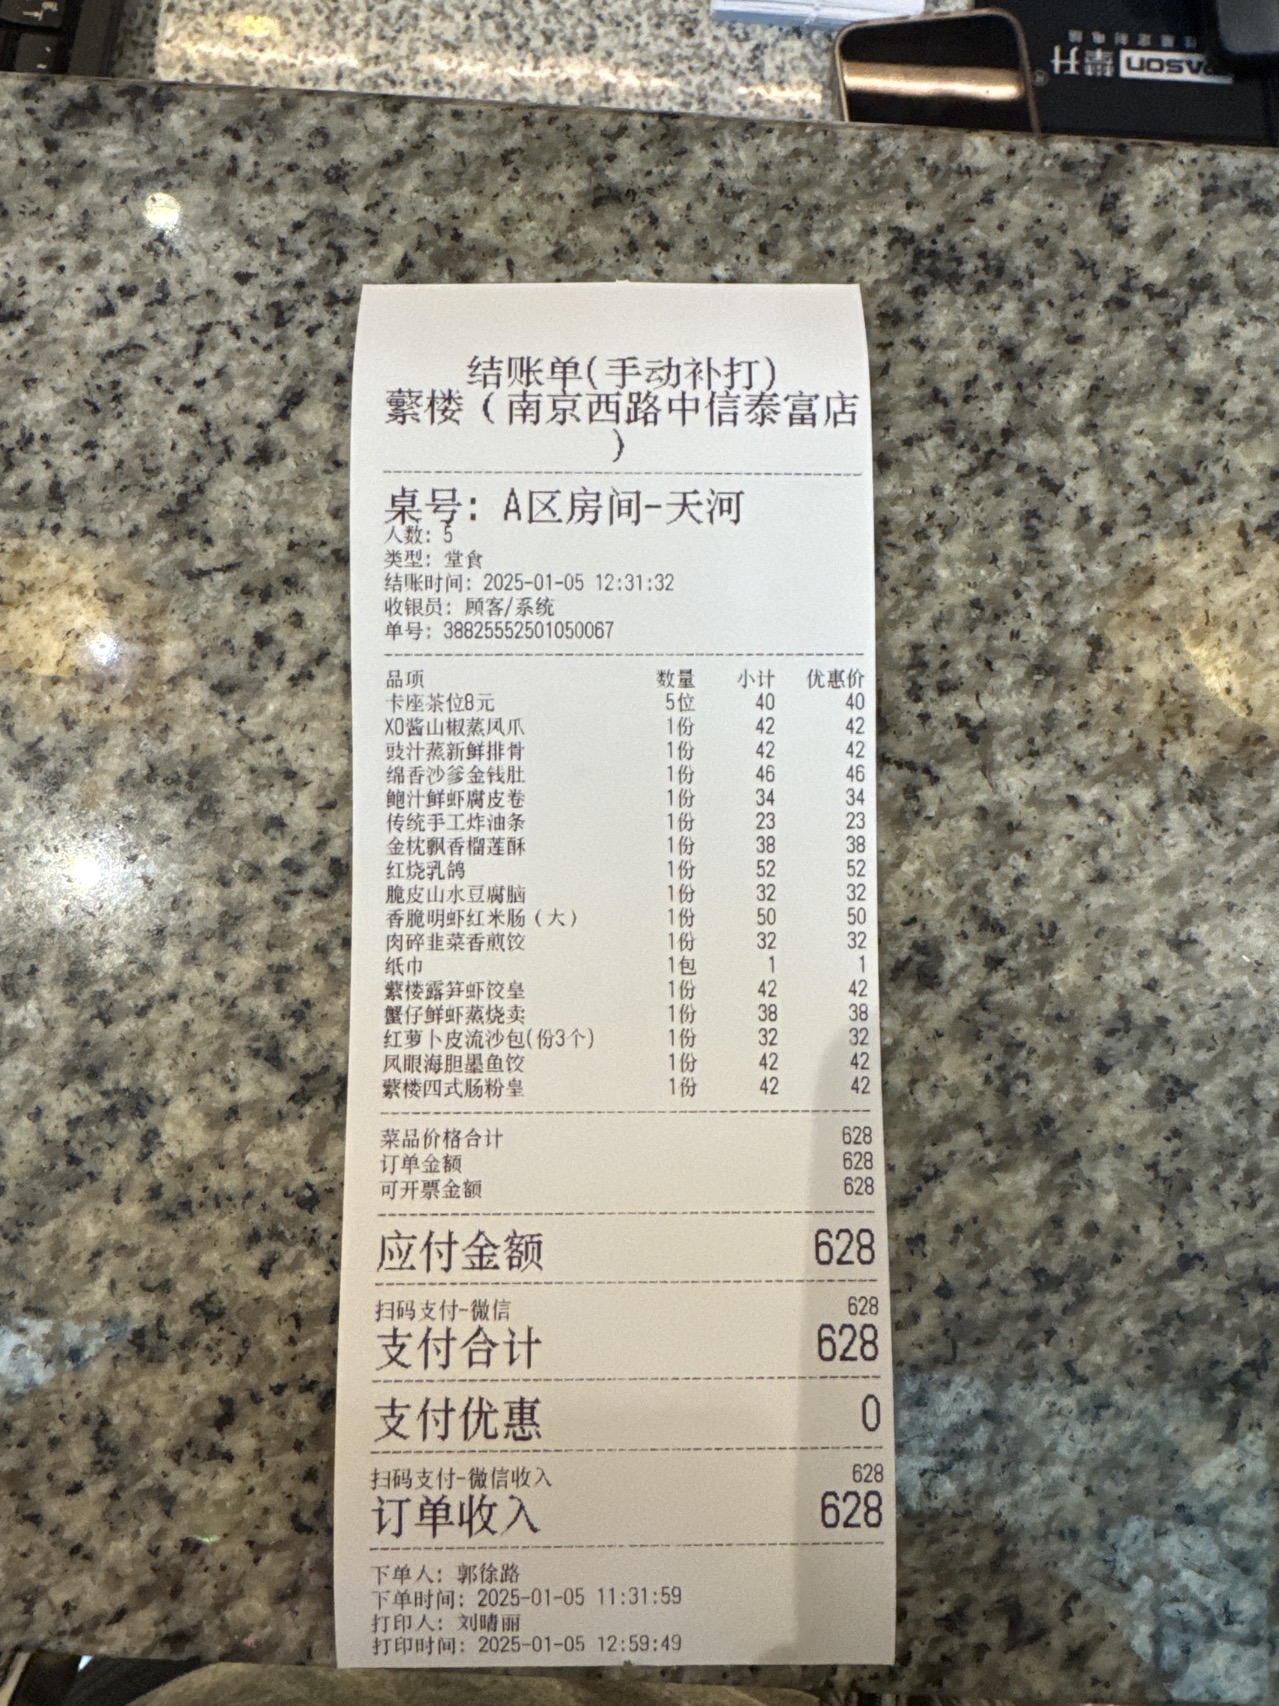 PASON 攀升
结账单(手动补打)
蘩楼（南京西路中信泰富店
）
桌号: A区房间-天河
人数: 5
类型: 堂食
结账时间: 2025-01-05 12:31:32
收银员: 顾客/系统
单号: 38825552501050067
品项 数量 小计 优惠价
卡座茶位8元 5位 40 40
XO酱山椒蒸凤爪 1份 42 42
豉汁蒸新鲜排骨 1份 42 42
绵香沙爹金钱肚 1份 46 46
鲍汁鲜虾腐皮卷 1份 34 34
传统手工炸油条 1份 23 23
金枕飘香榴莲酥 1份 38 38
红烧乳鸽 1份 52 52
脆皮山水豆腐脑 1份 32 32
香脆明虾红米肠（大） 1份 50 50
肉碎韭菜香煎饺 1份 32 32
纸巾 1包 1 1
蘩楼露笋虾饺皇 1份 42 42
蟹仔鲜虾蒸烧卖 1份 38 38
红萝卜皮流沙包(份3个) 1份 32 32
凤眼海胆墨鱼饺 1份 42 42
蘩楼四式肠粉皇 1份 42 42
菜品价格合计 628
订单金额 628
可开票金额 628
应付金额 628
扫码支付-微信 628
支付合计 628
支付优惠 0
扫码支付-微信收入 628
订单收入 628
下单人: 郭徐路
下单时间: 2025-01-05 11:31:59
打印人: 刘晴丽
打印时间: 2025-01-05 12:59:49